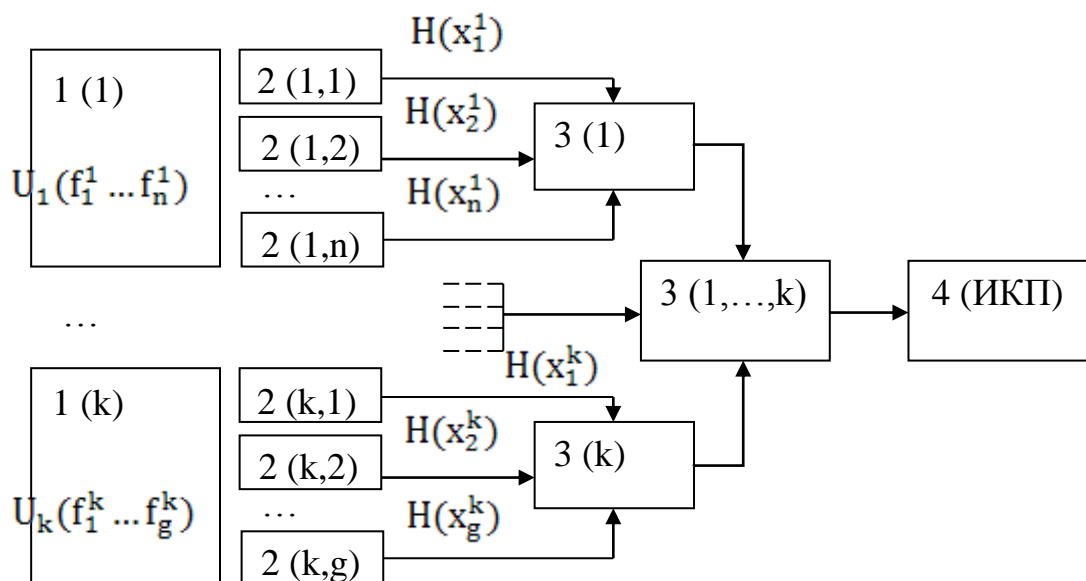 H(x₁¹)
1 (1)
2 (1,1)
H(x₂¹)
3 (1)
2 (1,2)
U₁(f₁¹ …fₙ¹)
H(xₙ¹)
…
2 (1,n)
3 (1,…,k)
4 (ИКП)
…
H(x₁ᵏ)
1 (k)
2 (k,1)
H(x₂ᵏ)
3 (k)
2 (k,2)
Uₖ(f₁ᵏ …f_gᵏ)
…
H(x_gᵏ)
2 (k,g)